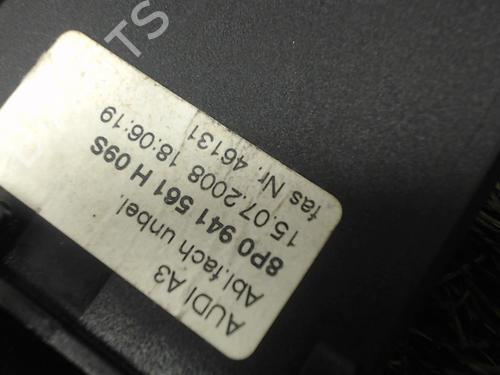 AUDI A3
Abl.fach unbel.
8P0 941 561 H 09S
15.07.2008 18:06:19
fas Nr. 46131